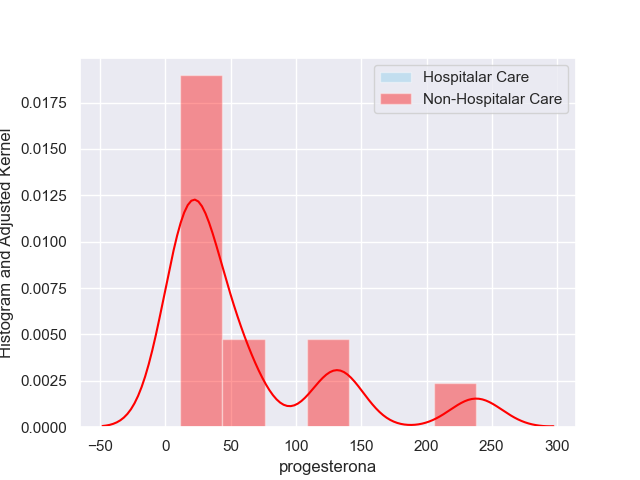 Hospitalar Care
Non-Hospitalar Care
Histogram and Adjusted Kernel
0.0175
0.0150
0.0125
0.0100
0.0075
0.0050
0.0025
0.0000
−50 0 50 100 150 200 250 300
progesterona